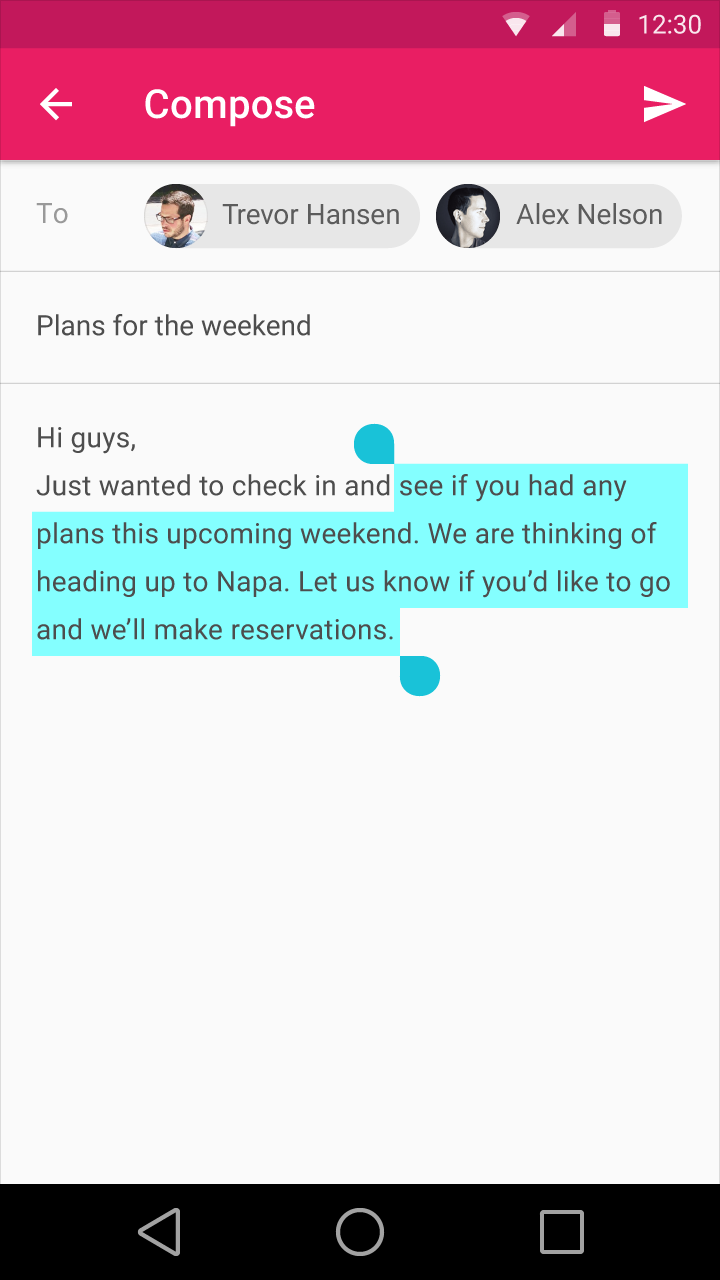 12:30
Compose
To Trevor Hansen Alex Nelson
Plans for the weekend
Hi guys,
Just wanted to check in and see if you had any
plans this upcoming weekend. We are thinking of
heading up to Napa. Let us know if you’d like to go
and we’ll make reservations.